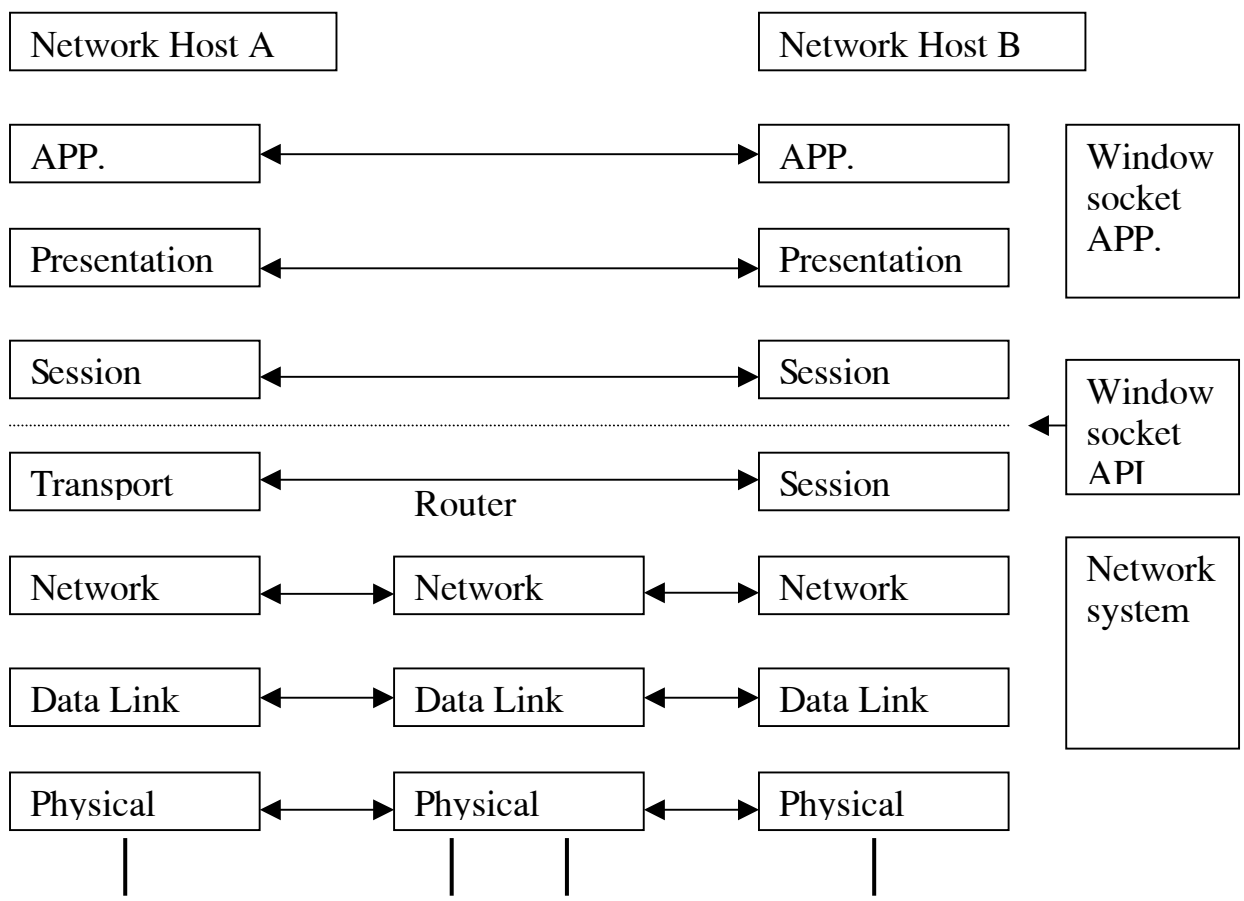 Network Host A
Network Host B
APP.
APP.
Window
socket
APP.
Presentation
Presentation
Session
Session
Window
socket
API
Transport
Session
Router
Network
Network
Network
Network
system
Data Link
Data Link
Data Link
Physical
Physical
Physical